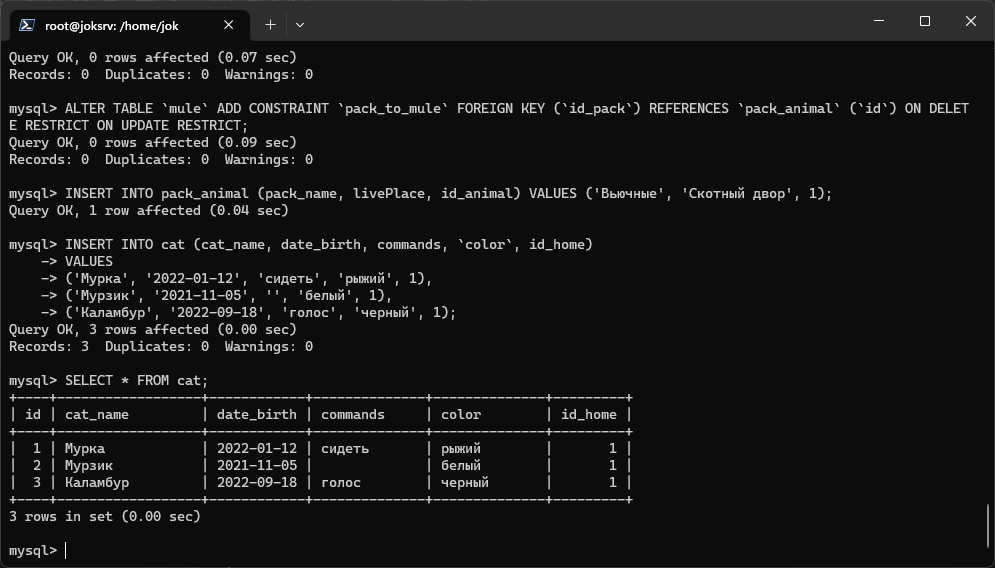 root@joksrv: /home/jok
Query OK, 0 rows affected (0.07 sec)
Records: 0  Duplicates: 0  Warnings: 0
mysql> ALTER TABLE `mule` ADD CONSTRAINT `pack_to_mule` FOREIGN KEY (`id_pack`) REFERENCES `pack_animal` (`id`) ON DELET
E RESTRICT ON UPDATE RESTRICT;
Query OK, 0 rows affected (0.09 sec)
Records: 0  Duplicates: 0  Warnings: 0
mysql> INSERT INTO pack_animal (pack_name, livePlace, id_animal) VALUES ('Вьючные', 'Скотный двор', 1);
Query OK, 1 row affected (0.04 sec)
mysql> INSERT INTO cat (cat_name, date_birth, commands, `color`, id_home)
    -> VALUES
    -> ('Мурка', '2022-01-12', 'сидеть', 'рыжий', 1),
    -> ('Мурзик', '2021-11-05', '', 'белый', 1),
    -> ('Каламбур', '2022-09-18', 'голос', 'черный', 1);
Query OK, 3 rows affected (0.00 sec)
Records: 3  Duplicates: 0  Warnings: 0
mysql> SELECT * FROM cat;
+----+------------------+------------+--------------+--------------+---------+
| id | cat_name         | date_birth | commands     | color        | id_home |
+----+------------------+------------+--------------+--------------+---------+
|  1 | Мурка            | 2022-01-12 | сидеть       | рыжий        |       1 |
|  2 | Мурзик           | 2021-11-05 |              | белый        |       1 |
|  3 | Каламбур         | 2022-09-18 | голос        | черный       |       1 |
+----+------------------+------------+--------------+--------------+---------+
3 rows in set (0.00 sec)
mysql>